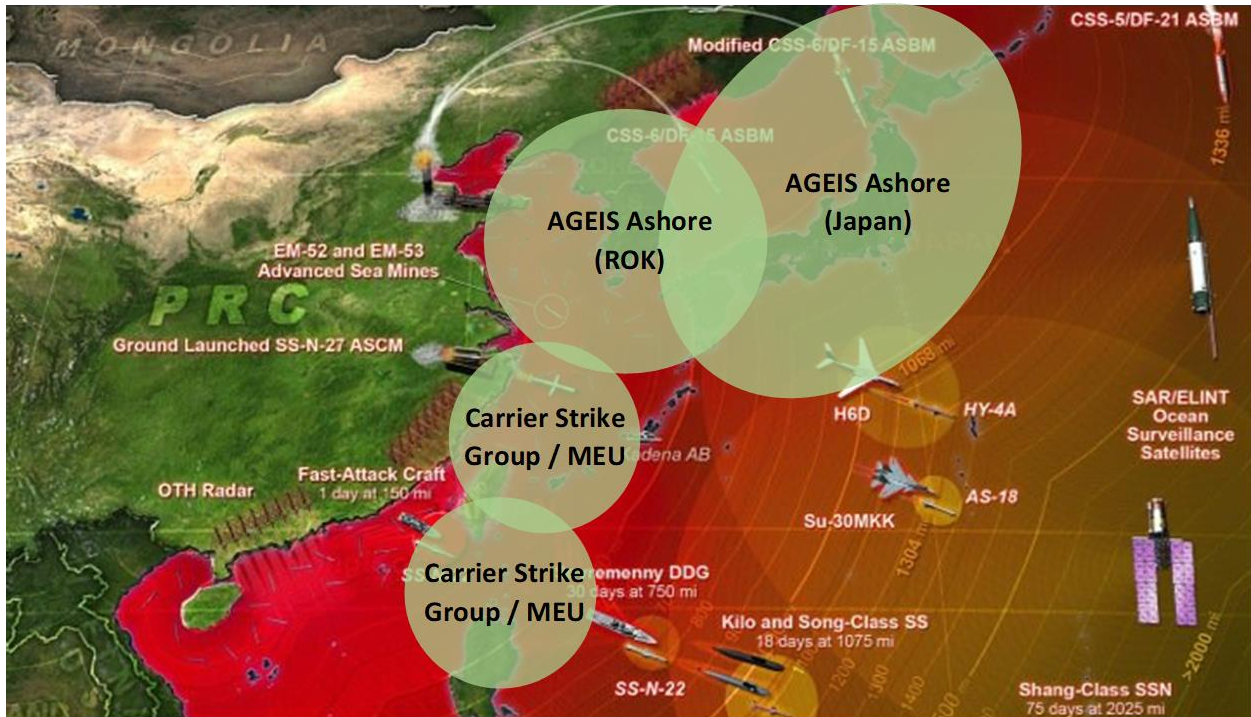 MONGOLIA
CSS-5/DF-21 ASBM
Modified CSS-6/DF-15 ASBM
CSS-6/DF-15 ASBM
1336 mi
AGEIS Ashore
(Japan)
AGEIS Ashore
(ROK)
EM-52 and EM-53
Advanced Sea Mines
PRC
Ground Launched SS-N-27 ASCM
1068 mi
H6D
HY-4A
SAR/ELINT
Ocean
Surveillance
Satellites
Carrier Strike
Group / MEU
Kadena AB
Fast-Attack Craft
1 day at 150 mi
OTH Radar
AS-18
Su-30MKK
1304 mi
Carrier Strike
Group / MEU
remenny DDG
30 days at 750 mi
Kilo and Song-Class SS
18 days at 1075 mi
SS-N-22
800
1200
1300
1400
>2000 mi
Shang-Class SSN
75 days at 2025 mi